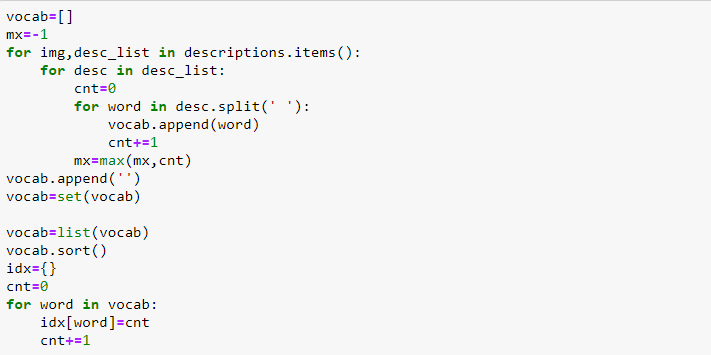 vocab=[]
mx=-1
for img,desc_list in descriptions.items():
    for desc in desc_list:
        cnt=0
        for word in desc.split(' '):
            vocab.append(word)
            cnt+=1
        mx=max(mx,cnt)
vocab.append('')
vocab=set(vocab)

vocab=list(vocab)
vocab.sort()
idx={}
cnt=0
for word in vocab:
    idx[word]=cnt
    cnt+=1